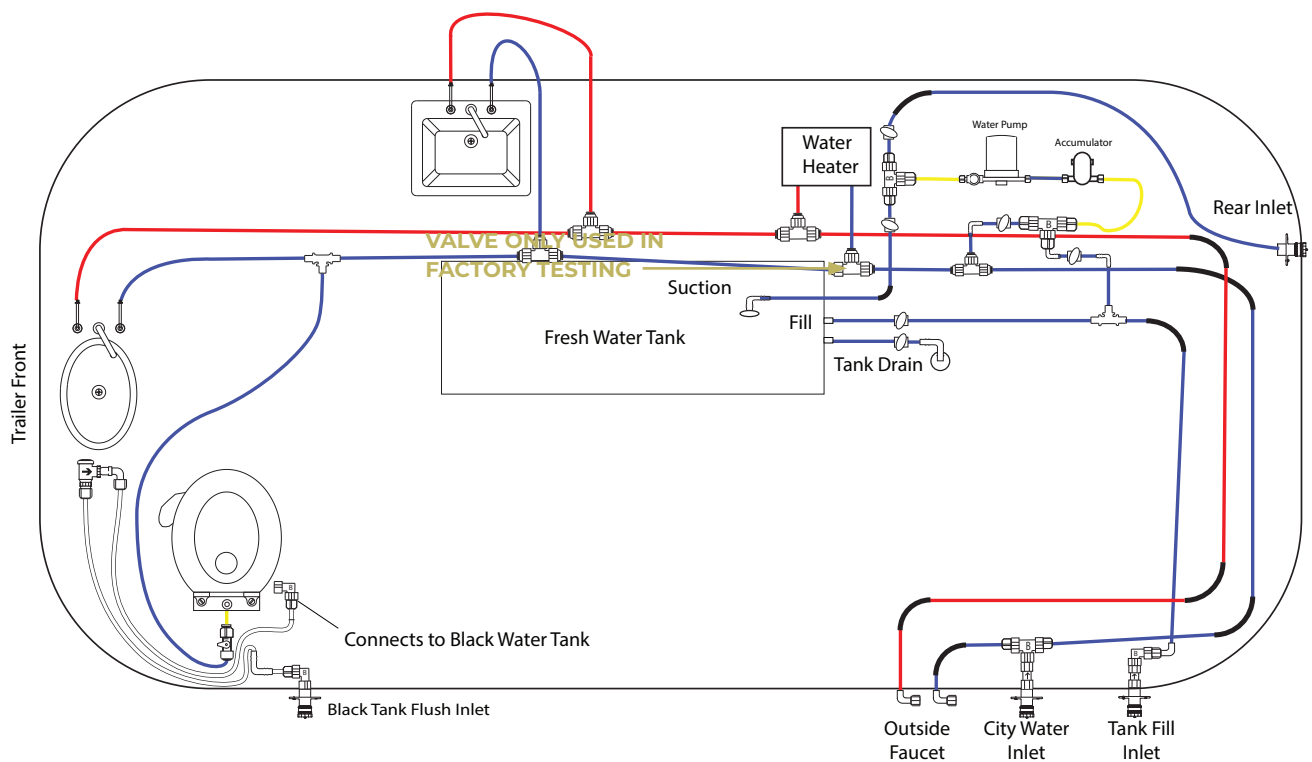 Water Pump
Accumulator
Water
Heater
B
Rear Inlet
B
VALVE ONLY USED IN
FACTORY TESTING
Suction
Fill
Fresh Water Tank
Tank Drain
Trailer Front
B
Connects to Black Water Tank
B
B
B
Black Tank Flush Inlet
Outside
Faucet
City Water
Inlet
Tank Fill
Inlet